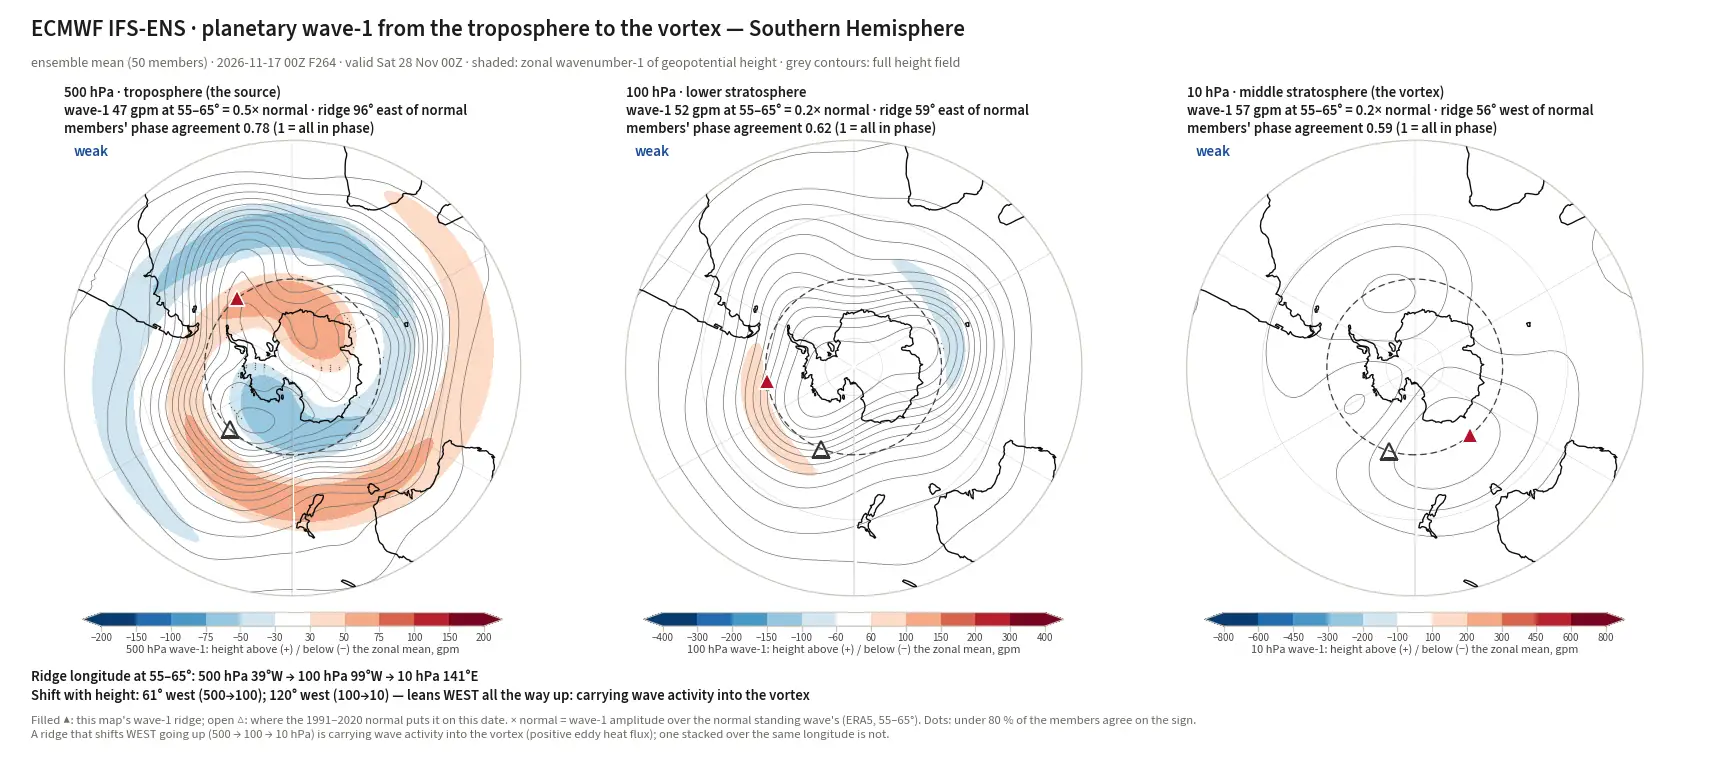 ECMWF IFS-ENS · planetary wave-1 from the troposphere to the vortex — Southern Hemisphere
ensemble mean (50 members) · 2026-11-17 00Z F264 · valid Sat 28 Nov 00Z · shaded: zonal wavenumber-1 of geopotential height · grey contours: full height field
500 hPa · troposphere (the source)
wave-1 47 gpm at 55–65° = 0.5× normal · ridge 96° east of normal
members' phase agreement 0.78 (1 = all in phase)
weak
100 hPa · lower stratosphere
wave-1 52 gpm at 55–65° = 0.2× normal · ridge 59° east of normal
members' phase agreement 0.62 (1 = all in phase)
weak
10 hPa · middle stratosphere (the vortex)
wave-1 57 gpm at 55–65° = 0.2× normal · ridge 56° west of normal
members' phase agreement 0.59 (1 = all in phase)
weak
−200 −150 −100 −75 −50 −30 30 50 75 100 150 200
500 hPa wave-1: height above (+) / below (−) the zonal mean, gpm
−400 −300 −200 −150 −100 −60 60 100 150 200 300 400
100 hPa wave-1: height above (+) / below (−) the zonal mean, gpm
−800 −600 −450 −300 −200 −100 100 200 300 450 600 800
10 hPa wave-1: height above (+) / below (−) the zonal mean, gpm
Ridge longitude at 55–65°: 500 hPa 39°W → 100 hPa 99°W → 10 hPa 141°E
Shift with height: 61° west (500→100); 120° west (100→10) — leans WEST all the way up: carrying wave activity into the vortex
Filled ▲: this map's wave-1 ridge; open △: where the 1991–2020 normal puts it on this date. × normal = wave-1 amplitude over the normal standing wave's (ERA5, 55–65°). Dots: under 80 % of the members agree on the sign.
A ridge that shifts WEST going up (500 → 100 → 10 hPa) is carrying wave activity into the vortex (positive eddy heat flux); one stacked over the same longitude is not.